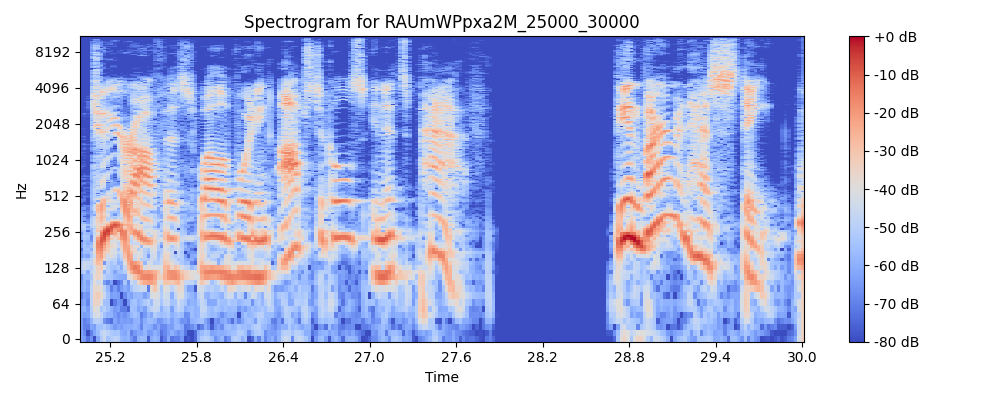 Spectrogram for RAUmWPpxa2M_25000_30000
8192
4096
2048
1024
512
256
128
64
0
Hz
25.2 25.8 26.4 27.0 27.6 28.2 28.8 29.4 30.0
Time
+0 dB
-10 dB
-20 dB
-30 dB
-40 dB
-50 dB
-60 dB
-70 dB
-80 dB